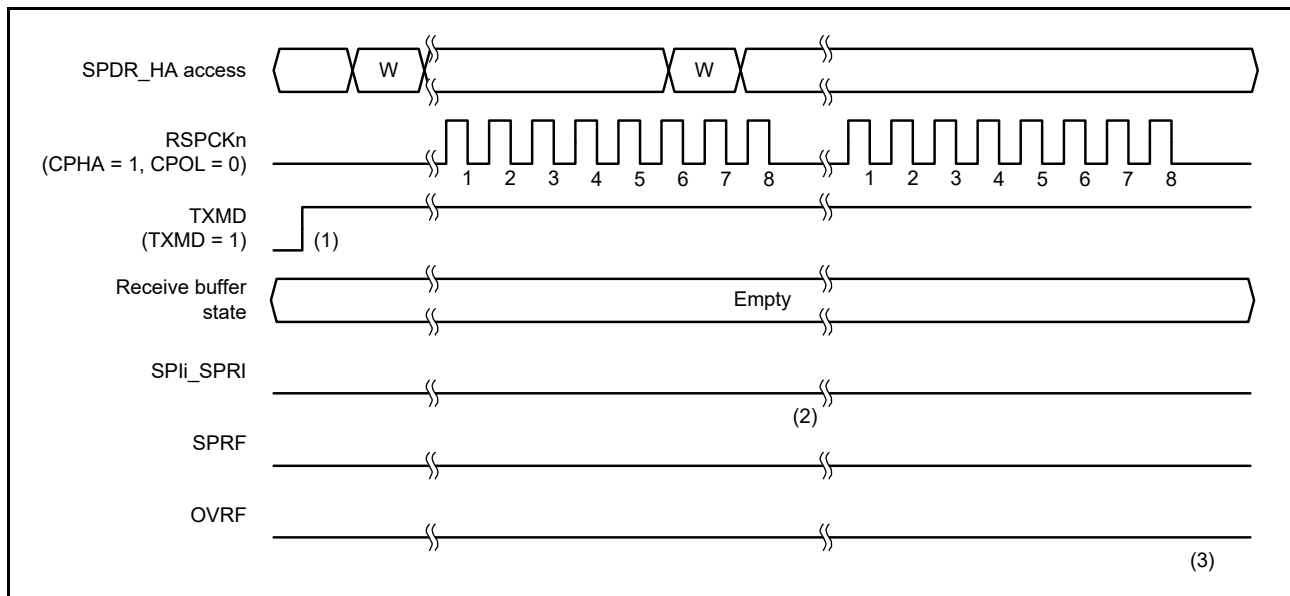 SPDR_HA access
W
W
RSPCKn
(CPHA = 1, CPOL = 0)
1 2 3 4 5 6 7 8
1 2 3 4 5 6 7 8
TXMD
(TXMD = 1)
(1)
Receive buffer
state
Empty
SPIi_SPRI
(2)
SPRF
OVRF
(3)